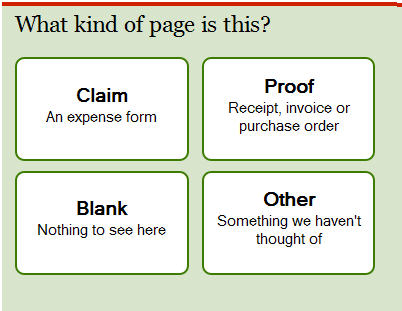 What kind of page is this?
Claim
An expense form
Proof
Receipt, invoice or
purchase order
Blank
Nothing to see here
Other
Something we haven't
thought of